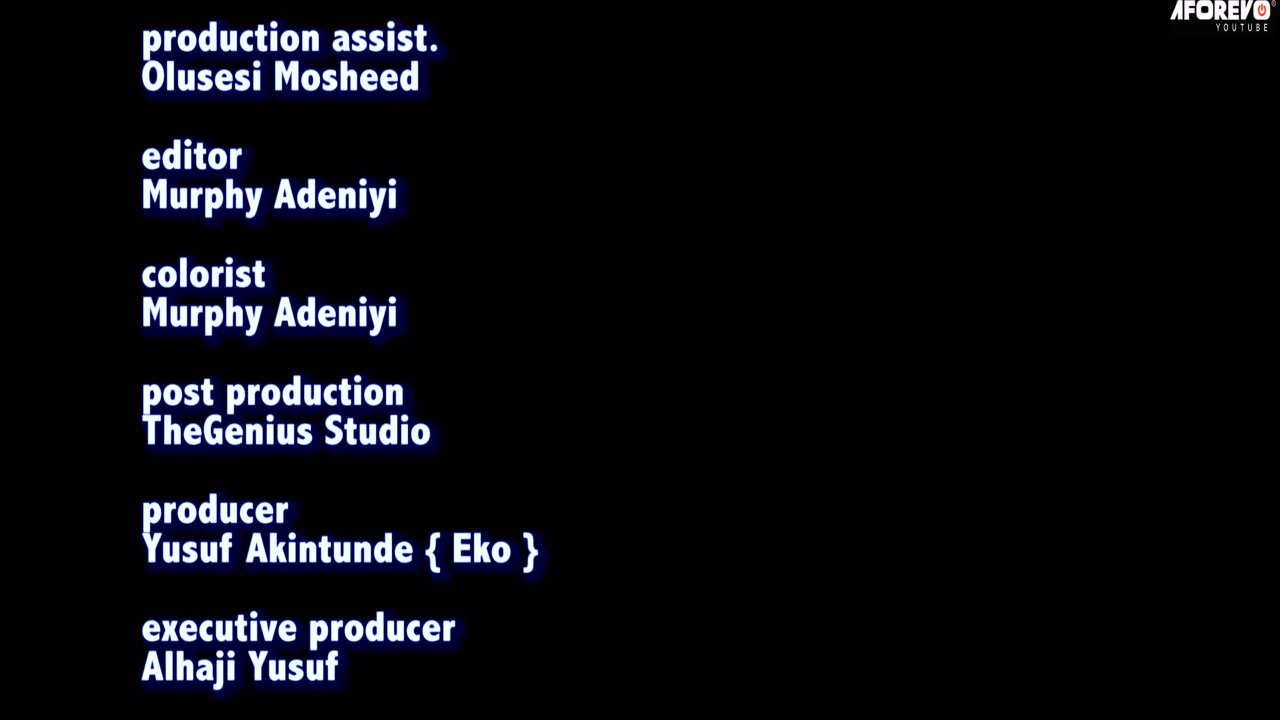 AFOREVO
YOUTUBE
production assist.
Olusesi Mosheed
editor
Murphy Adeniyi
colorist
Murphy Adeniyi
post production
TheGenius Studio
producer
Yusuf Akintunde { Eko }
executive producer
Alhaji Yusuf